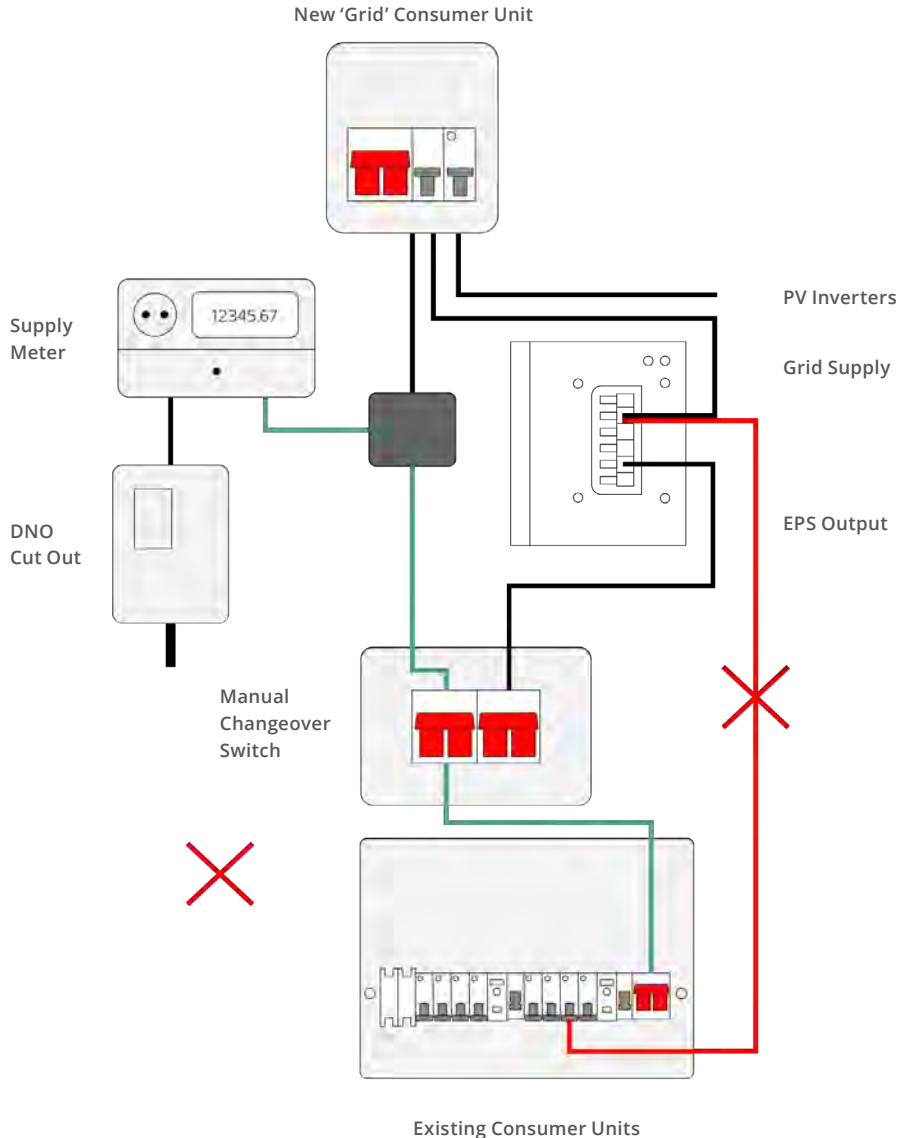 New ‘Grid’ Consumer Unit
12345.67
Supply
Meter
PV Inverters
Grid Supply
DNO
Cut Out
EPS Output
Manual
Changeover
Switch
Existing Consumer Units